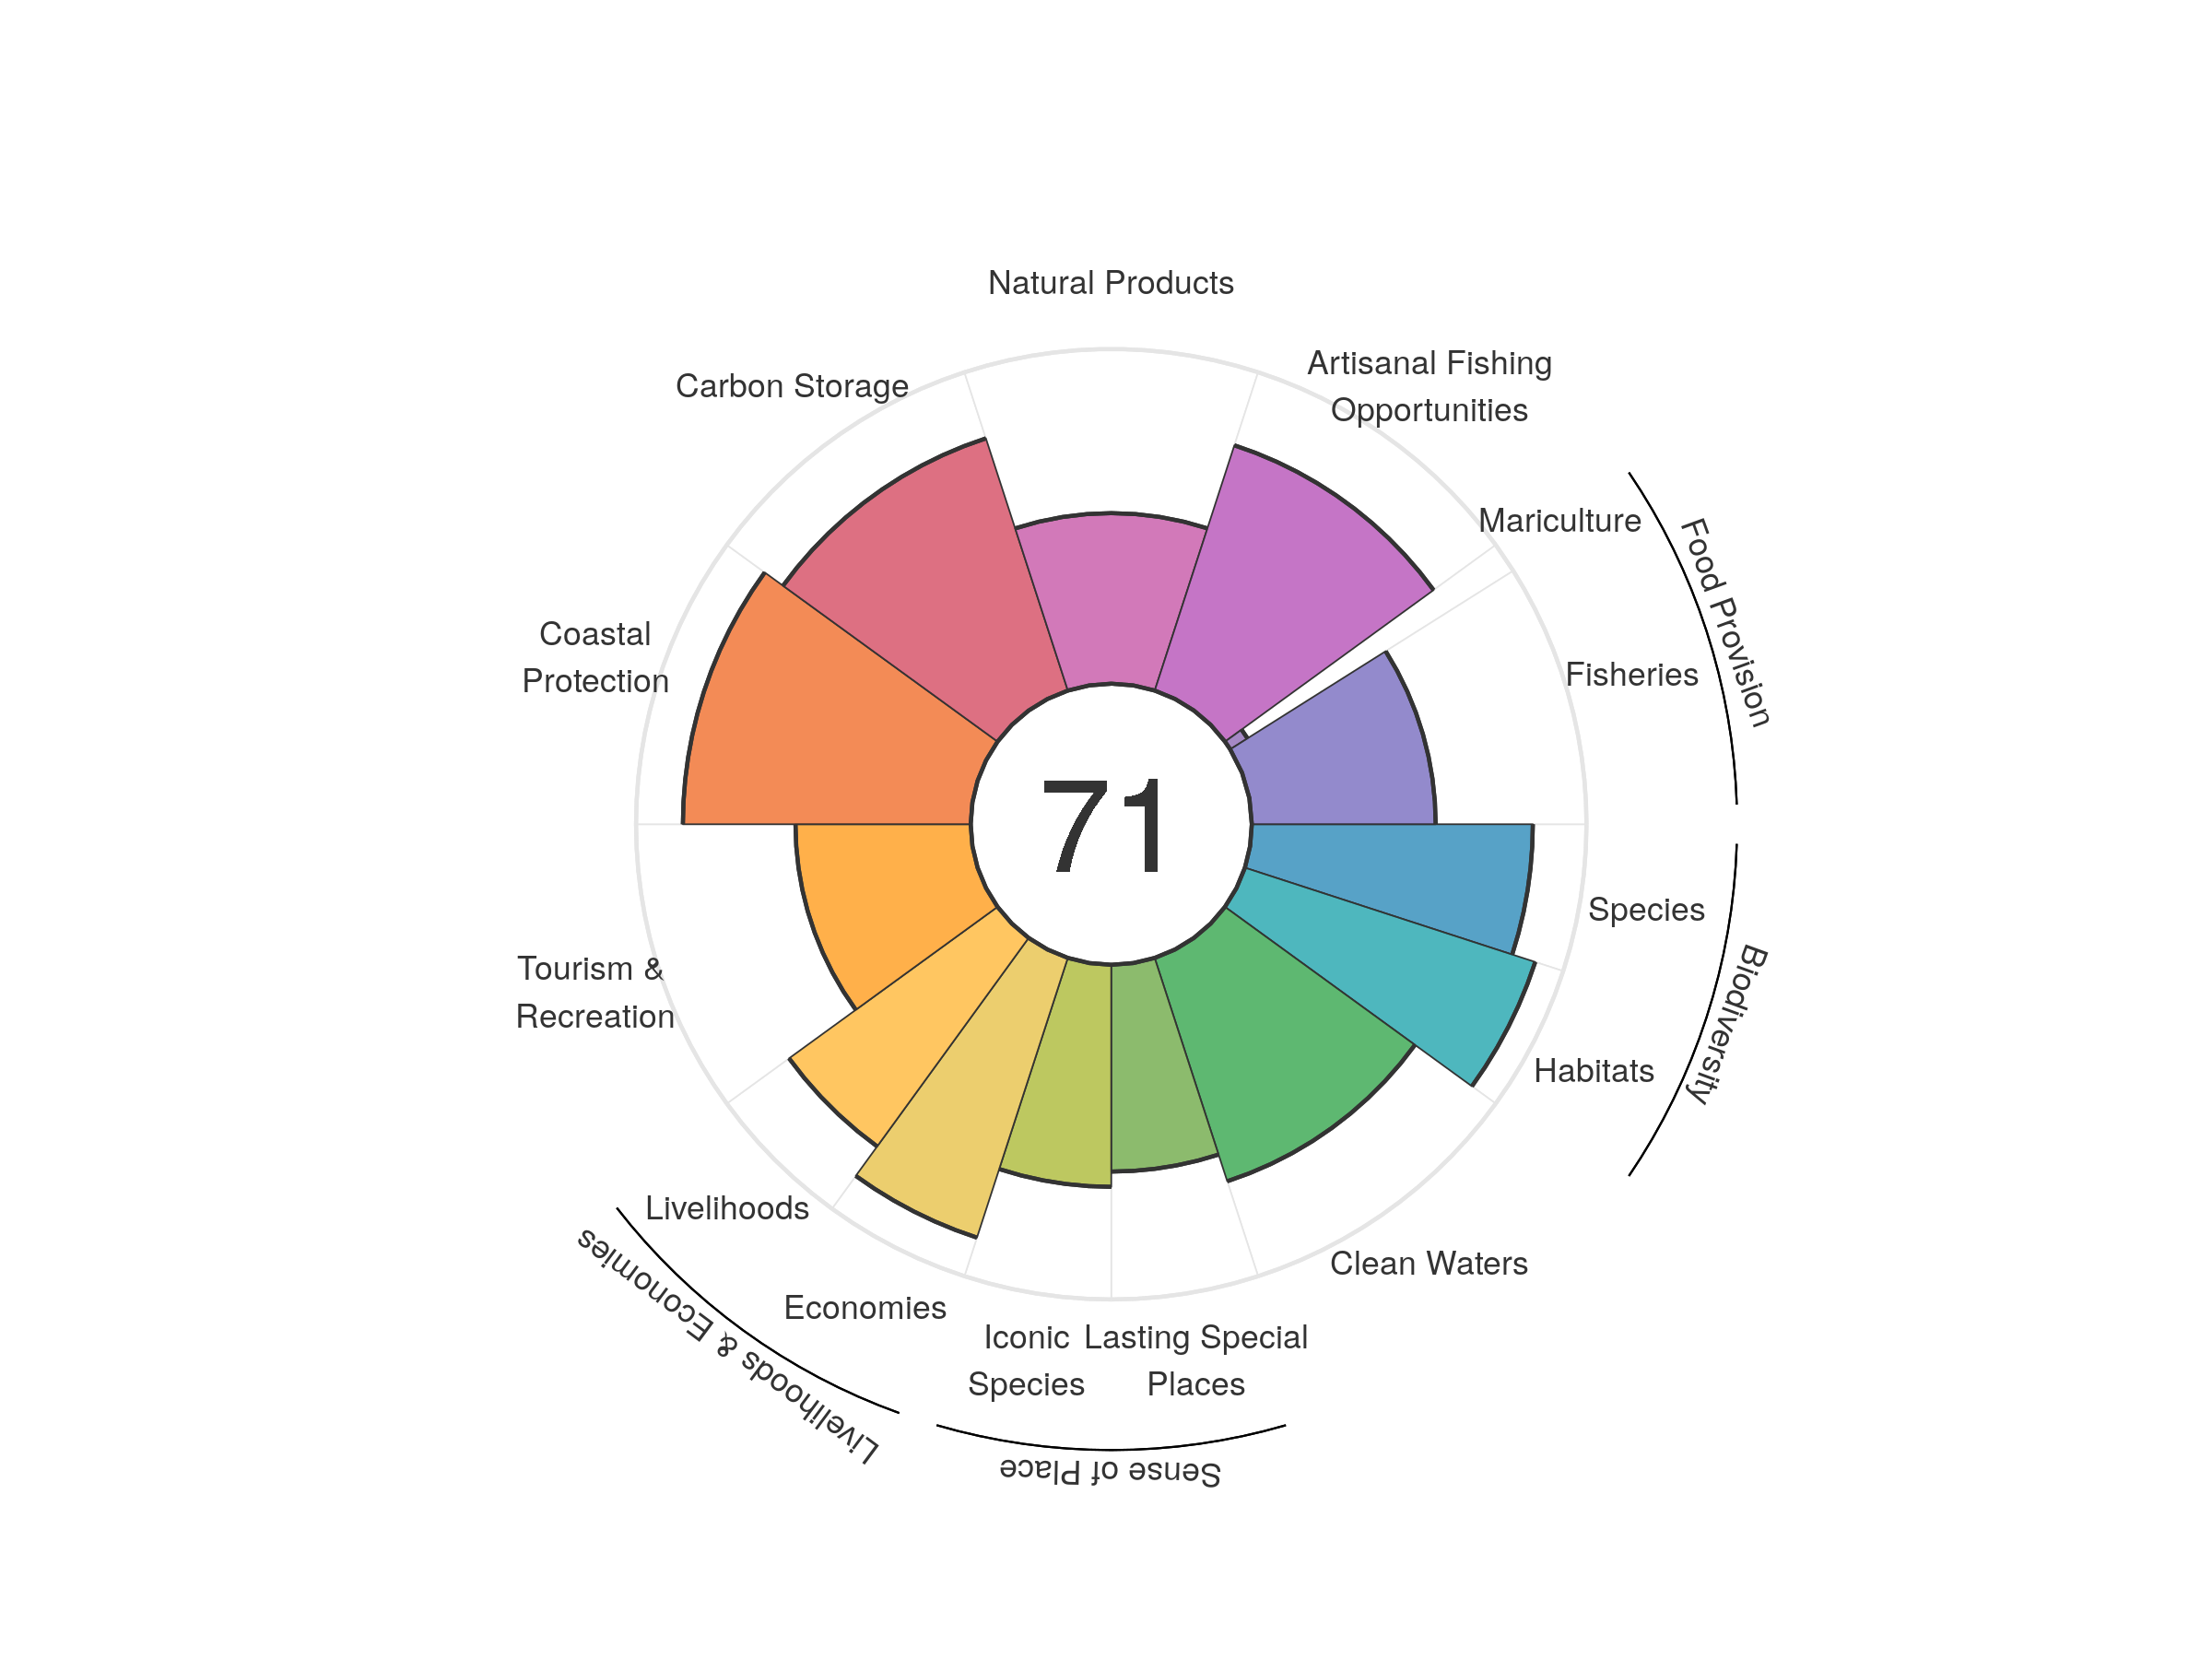 Natural Products
Artisanal Fishing
Opportunities
Carbon Storage
Mariculture
Food Provision
Coastal
Protection
Fisheries
71
Species
Biodiversity
Tourism &
Recreation
Habitats
Livelihoods
Clean Waters
Livelihoods & Economies
Economies
Iconic
Species
Lasting Special
Places
Sense of Place